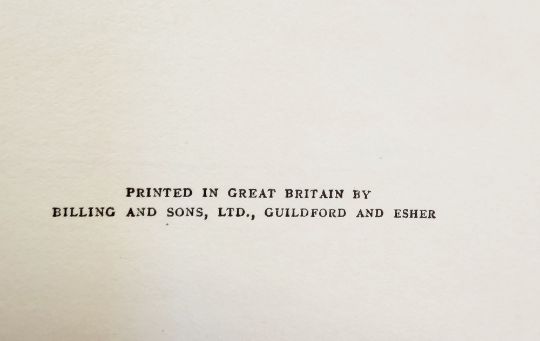 PRINTED IN GREAT BRITAIN BY
BILLING AND SONS, LTD., GUILDFORD AND ESHER